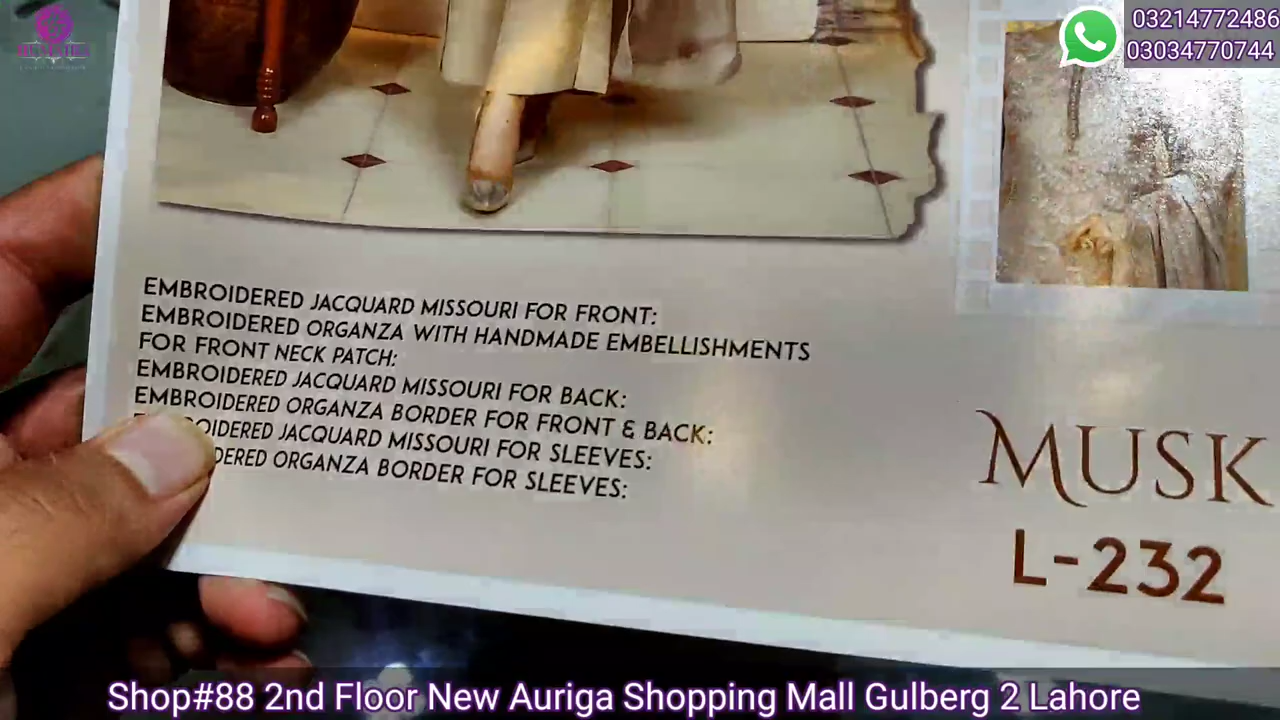 03214772486
03034770744
EMBROIDERED JACQUARD MISSOURI FOR FRONT:
EMBROIDERED ORGANZA WITH HANDMADE EMBELLISHMENTS
FOR FRONT NECK PATCH:
EMBROIDERED JACQUARD MISSOURI FOR BACK:
EMBROIDERED ORGANZA BORDER FOR FRONT & BACK:
OIDERED JACQUARD MISSOURI FOR SLEEVES:
DERED ORGANZA BORDER FOR SLEEVES:
MUSK
L-232
Shop#88 2nd Floor New Auriga Shopping Mall Gulberg 2 Lahore